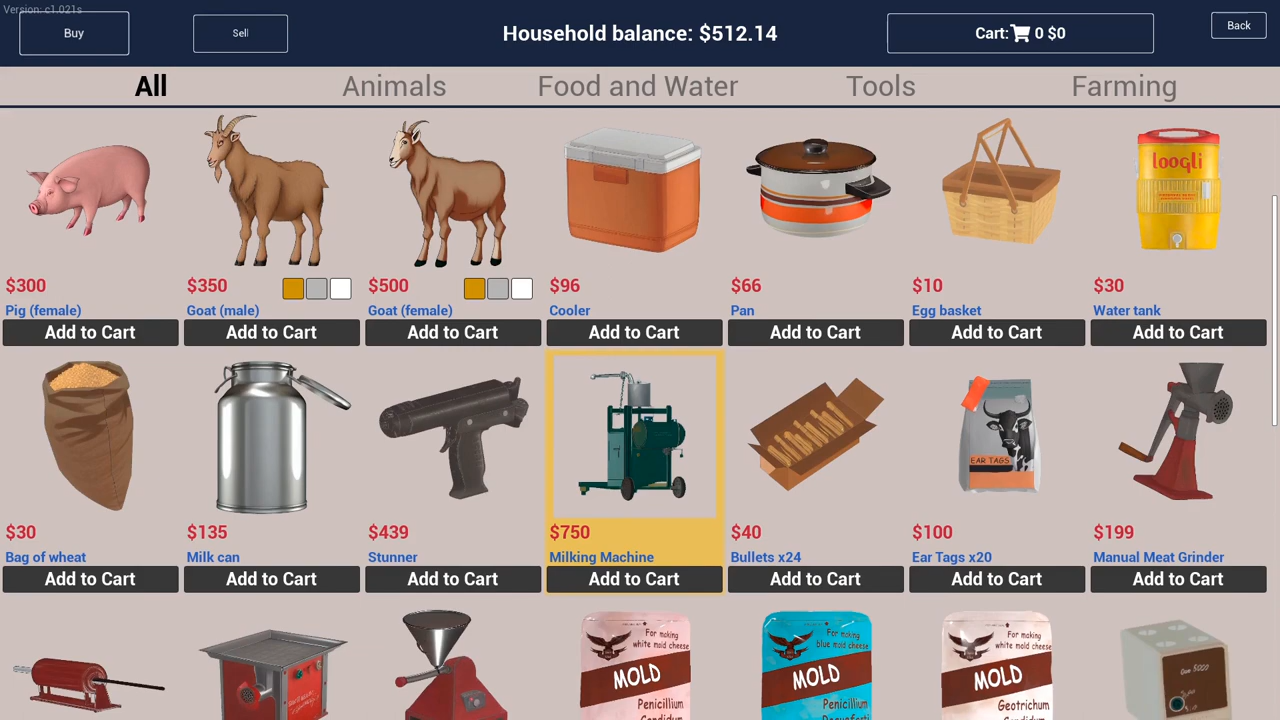 Version: c1.021s
Buy
Sell
Household balance: $512.14
Cart: 0 $0
Back
All
Animals
Food and Water
Tools
Farming
looqli
$300
$350
$500
$96
$66
$10
$30
Pig (female)
Goat (male)
Goat (female)
Cooler
Pan
Egg basket
Water tank
Add to Cart
Add to Cart
Add to Cart
Add to Cart
Add to Cart
Add to Cart
Add to Cart
EAR TAGS
$30
$135
$439
$750
$40
$100
$199
Bag of wheat
Milk can
Stunner
Milking Machine
Bullets x24
Ear Tags x20
Manual Meat Grinder
Add to Cart
Add to Cart
Add to Cart
Add to Cart
Add to Cart
Add to Cart
Add to Cart
For making
white mold cheese
MOLD
Penicillium
For making
blue mold cheese
MOLD
Penicillium
For making
white mold cheese
MOLD
Geotrichum